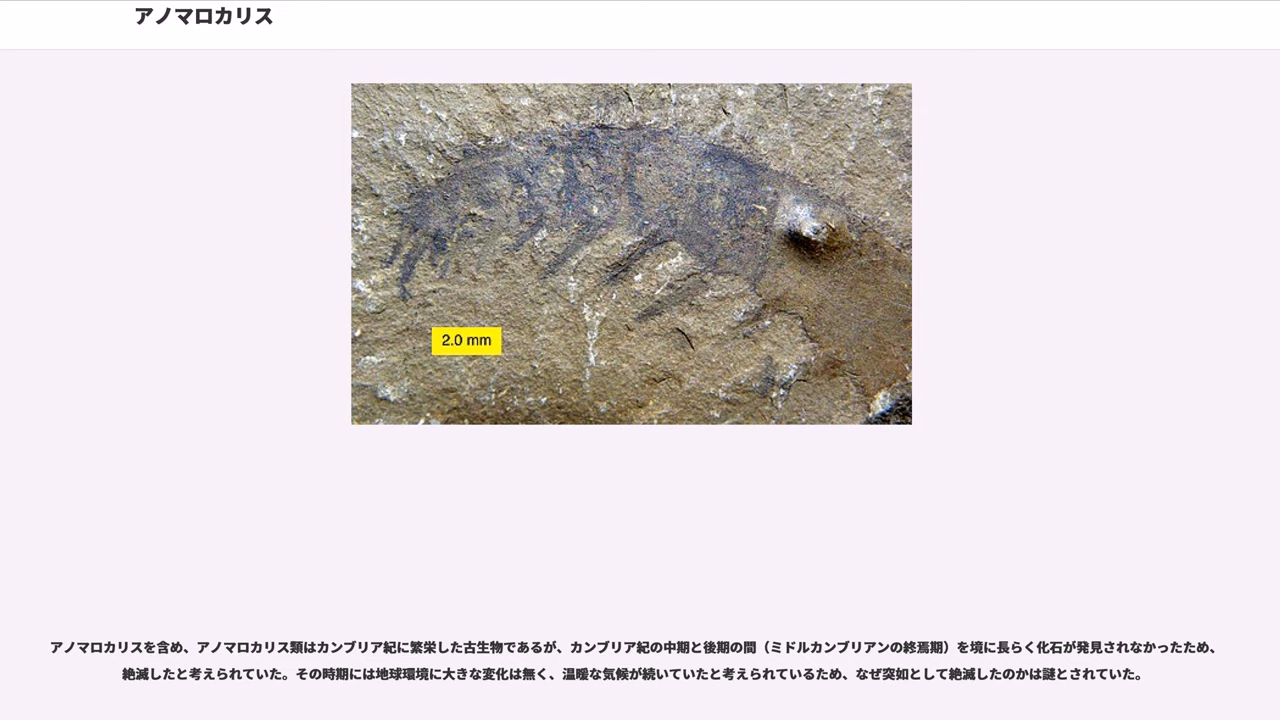 アノマロカリス
2.0 mm
アノマロカリスを含め、アノマロカリス類はカンブリア紀に繁栄した古生物であるが、カンブリア紀の中期と後期の間（ミドルカンブリアンの終焉期）を境に長らく化石が発見されなかったため、
絶滅したと考えられていた。その時期には地球環境に大きな変化は無く、温暖な気候が続いていたと考えられているため、なぜ突如として絶滅したのかは謎とされていた。